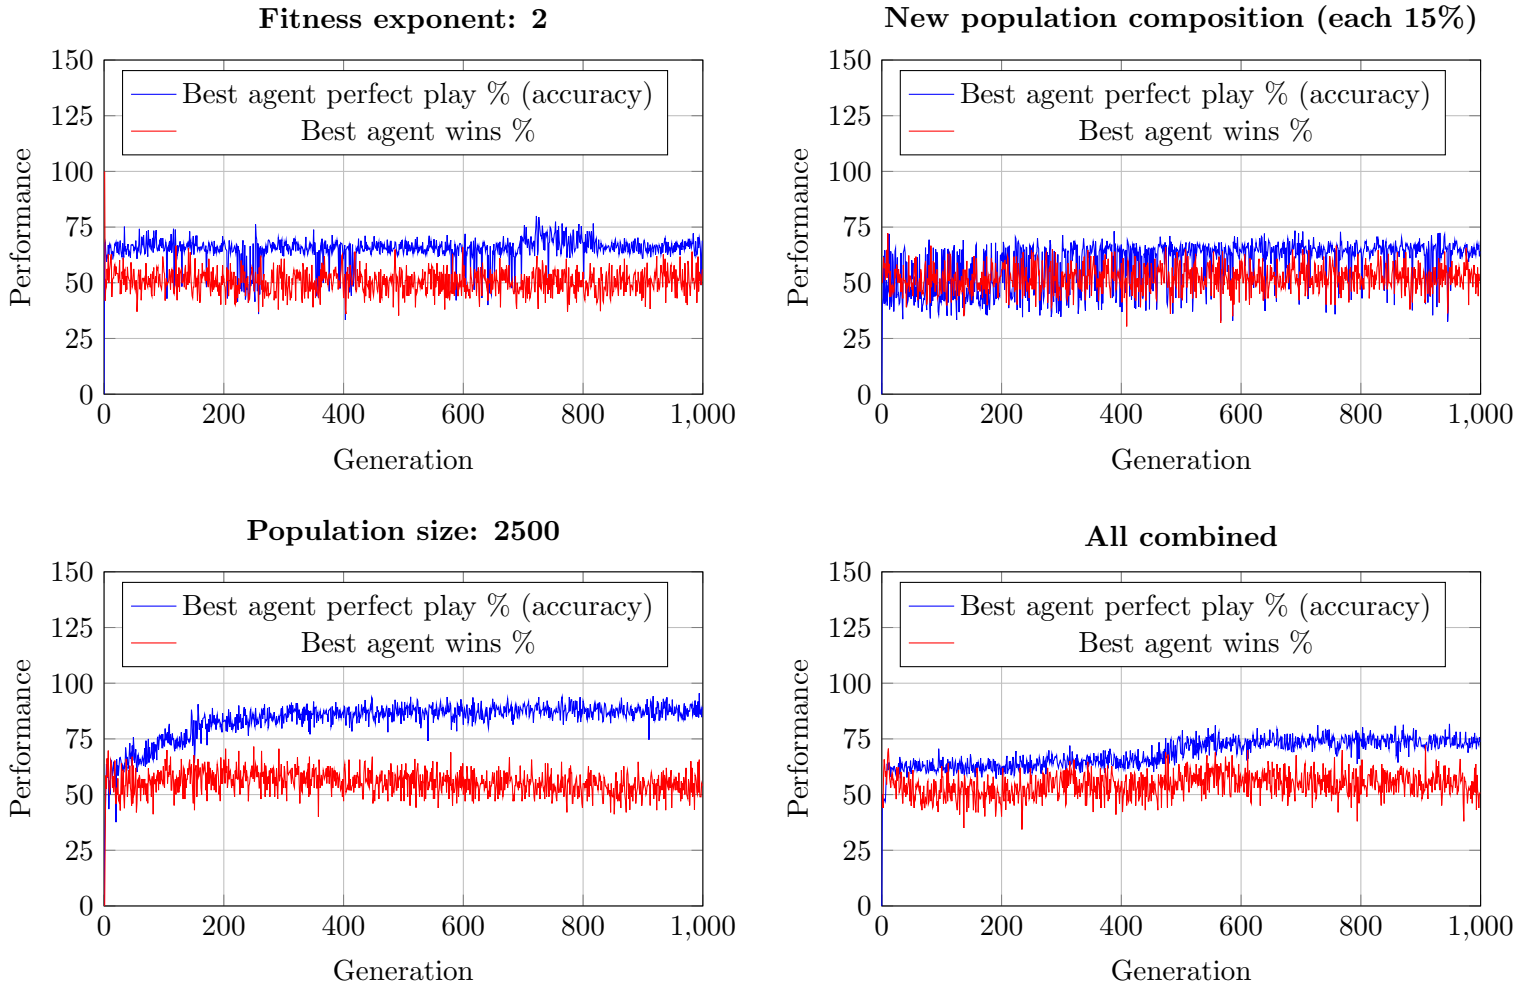 Fitness exponent: 2
150
125
100
75
50
25
0
Performance
Best agent perfect play % (accuracy)
Best agent wins %
0 200 400 600 800 1,000
Generation
New population composition (each 15%)
150
125
100
75
50
25
0
Performance
Best agent perfect play % (accuracy)
Best agent wins %
0 200 400 600 800 1,000
Generation
Population size: 2500
150
125
100
75
50
25
0
Performance
Best agent perfect play % (accuracy)
Best agent wins %
0 200 400 600 800 1,000
Generation
All combined
150
125
100
75
50
25
0
Performance
Best agent perfect play % (accuracy)
Best agent wins %
0 200 400 600 800 1,000
Generation